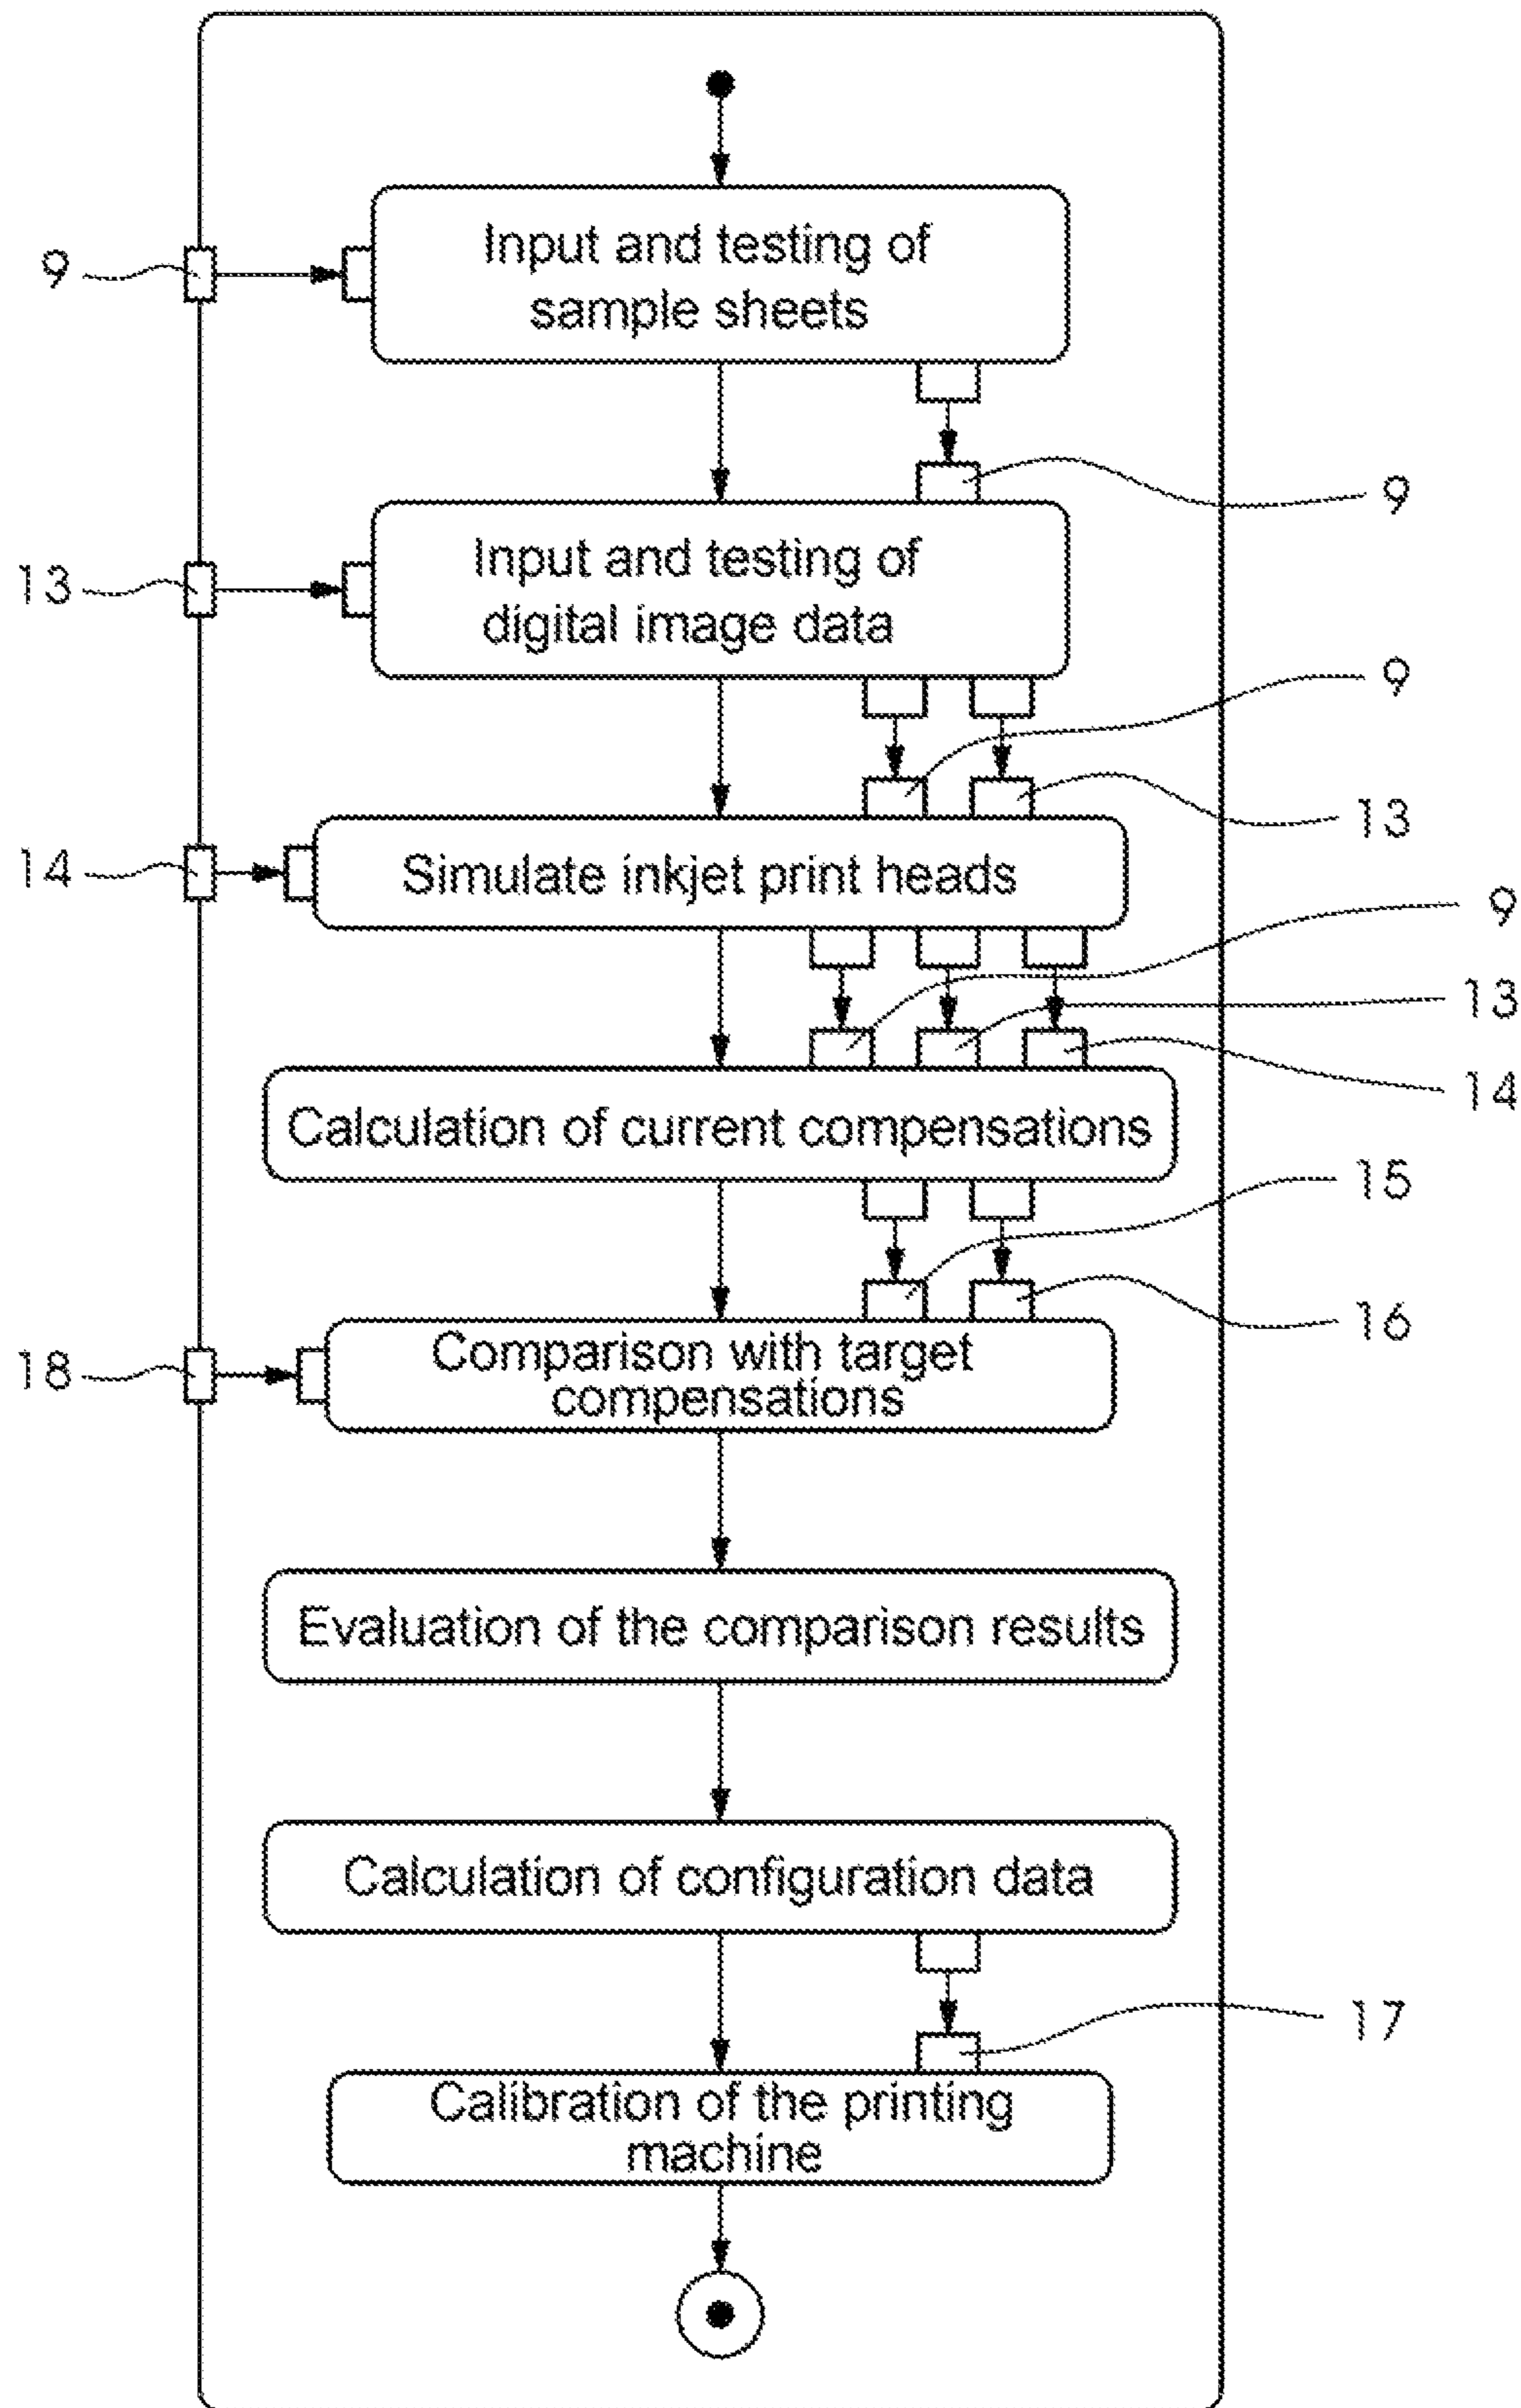 Input and testing of
sample sheets
9
9
Input and testing of
digital image data
13
9
13
Simulate inkjet print heads
14
9
13
14
Calculation of current compensations
15
16
Comparison with target
compensations
18
Evaluation of the comparison results
Calculation of configuration data
17
Calibration of the printing
machine